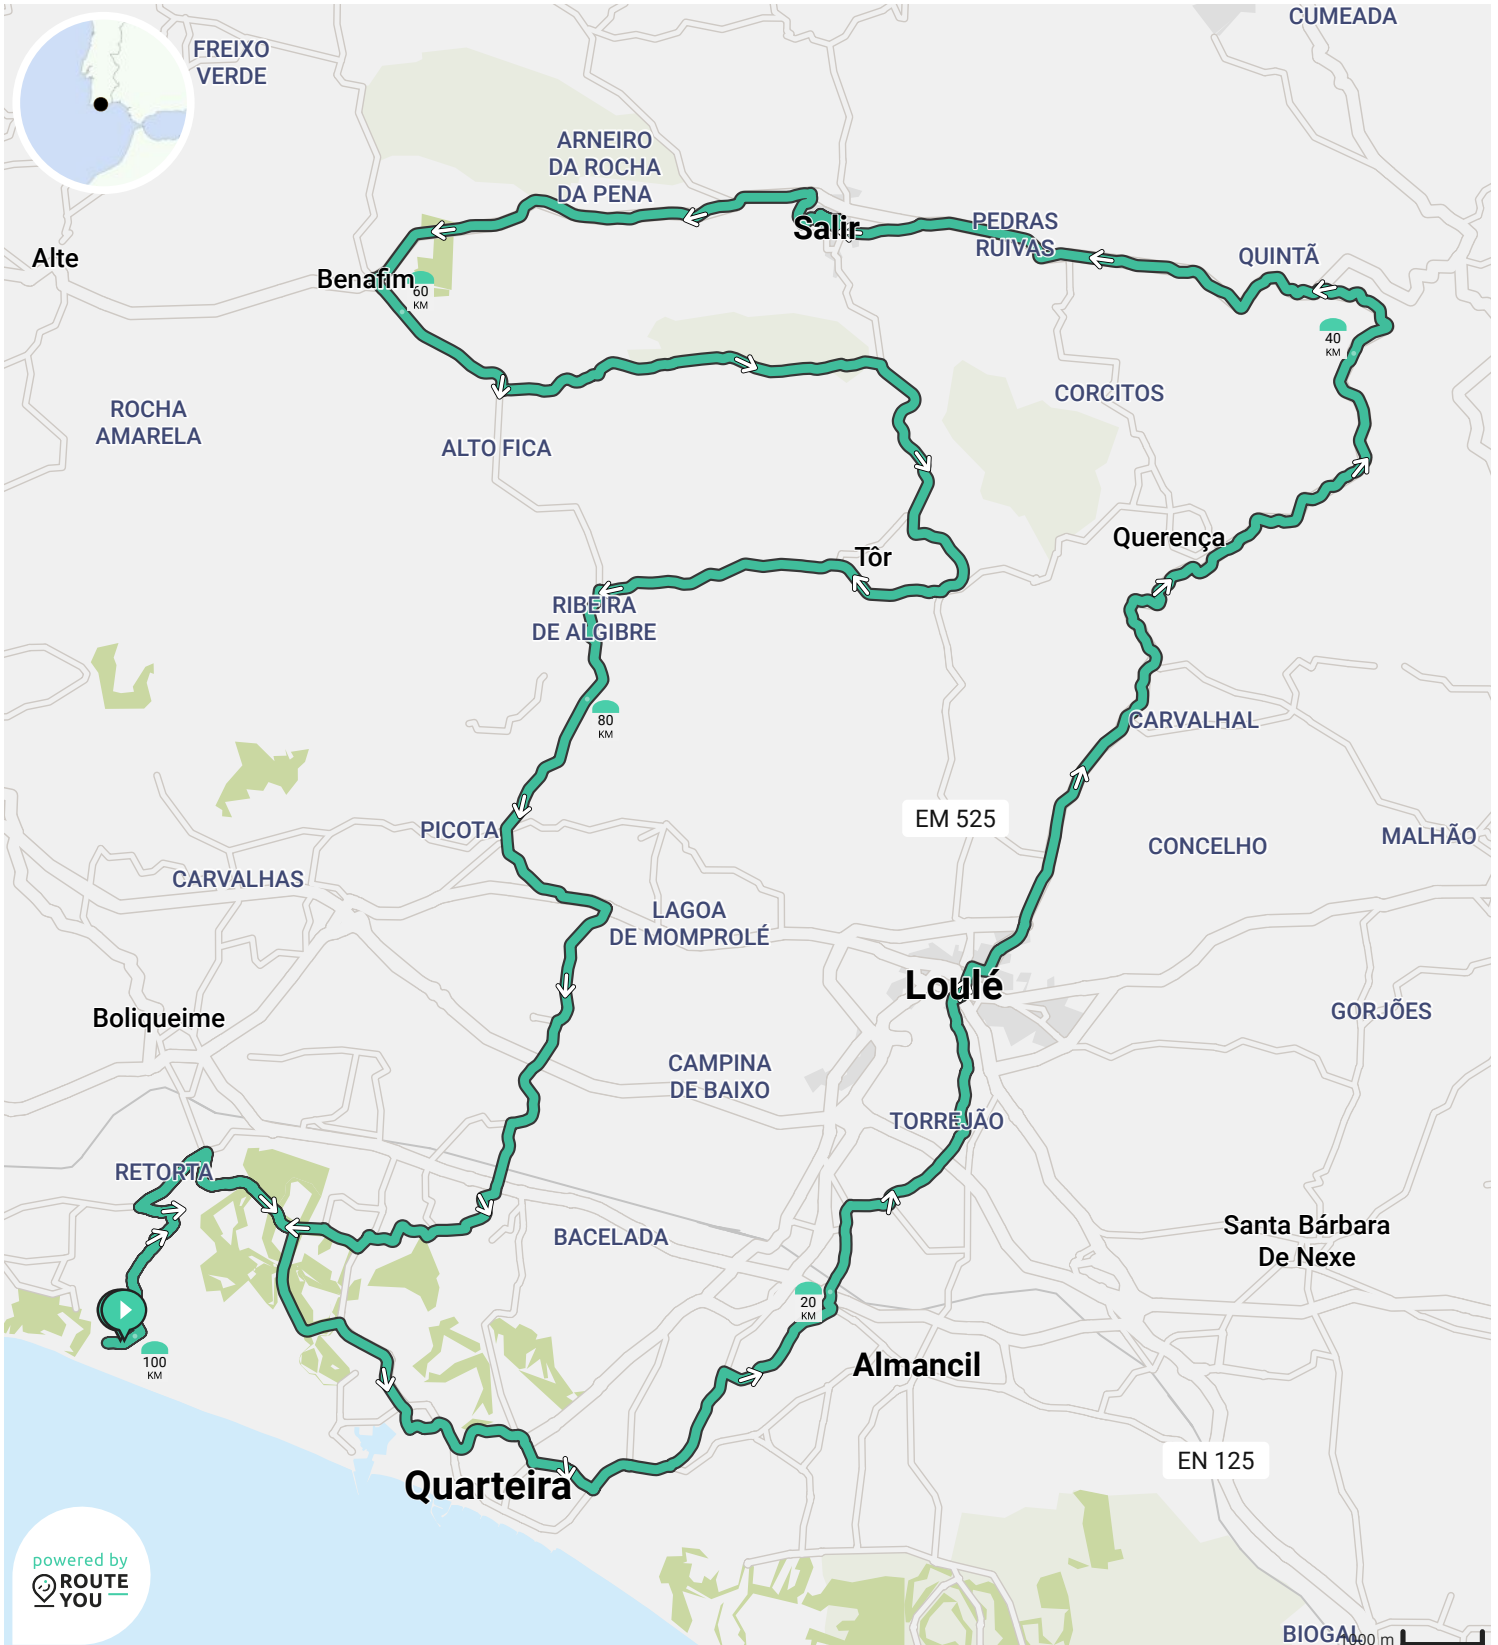 CUMEADA
FREIXO
VERDE
ARNEIRO
DA ROCHA
DA PENA
PEDRAS
RUIVAS
Salir
Alte
QUINTÃ
Benafim
60
KM
40
KM
CORCITOS
ROCHA
AMARELA
ALTO FICA
Querença
Tôr
RIBEIRA
DE ALGIBRE
80
KM
CARVALHAL
EM 525
PICOTA
CONCELHO
MALHÃO
CARVALHAS
LAGOA
DE MOMPROLÉ
Loulé
Boliqueime
GORJÕES
CAMPINA
DE BAIXO
TORREJÃO
RETORTA
BACELADA
Santa Bárbara
De Nexe
20
KM
100
KM
Almancil
EN 125
Quarteira
powered by
ROUTE
YOU
BIOGAL
1000 m